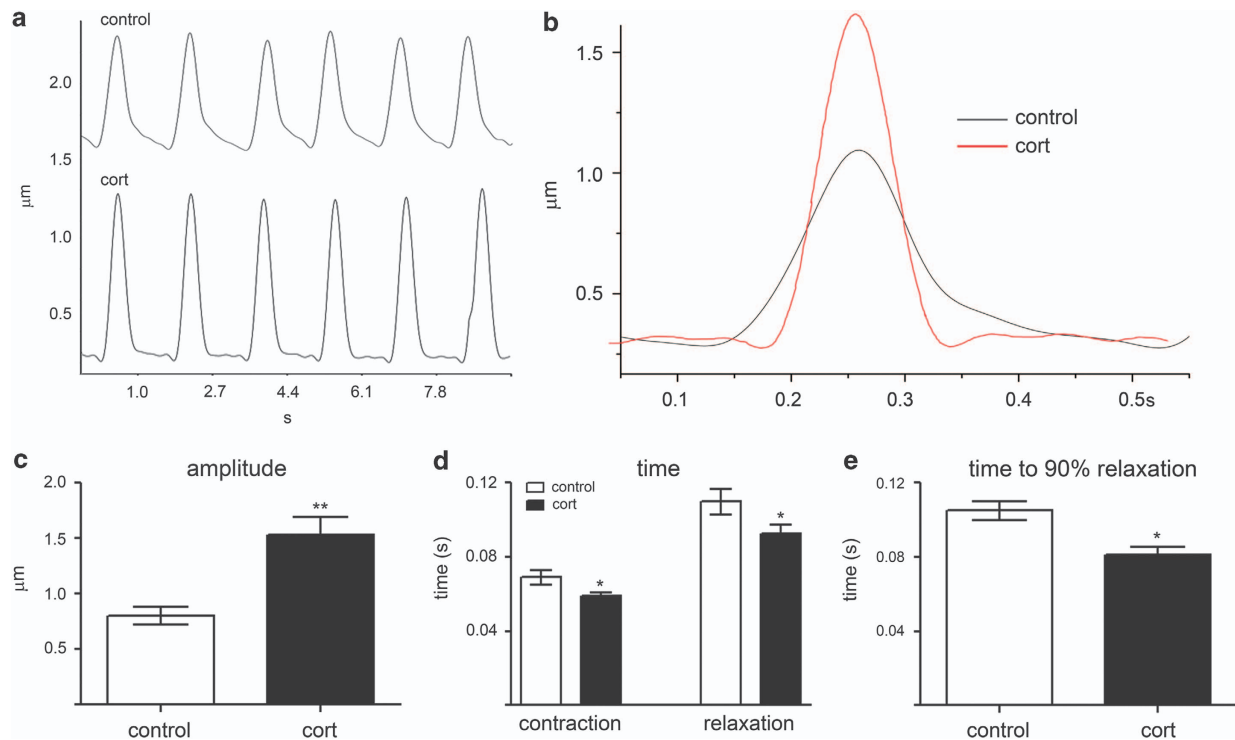 a
control
2.0
1.5
cort
μm
1.0
0.5
1.0 2.7 4.4 6.1 7.8
s
b
1.5
control
cort
1.0
μm
0.5
0.1 0.2 0.3 0.4 0.5s
c
amplitude
2.0
**
1.5
μm
1.0
0.5
control cort
d
time
control
cort
0.12
*
time (s)
0.08
*
0.04
contraction relaxation
e
time to 90% relaxation
0.12
time (s)
*
0.08
0.04
control cort